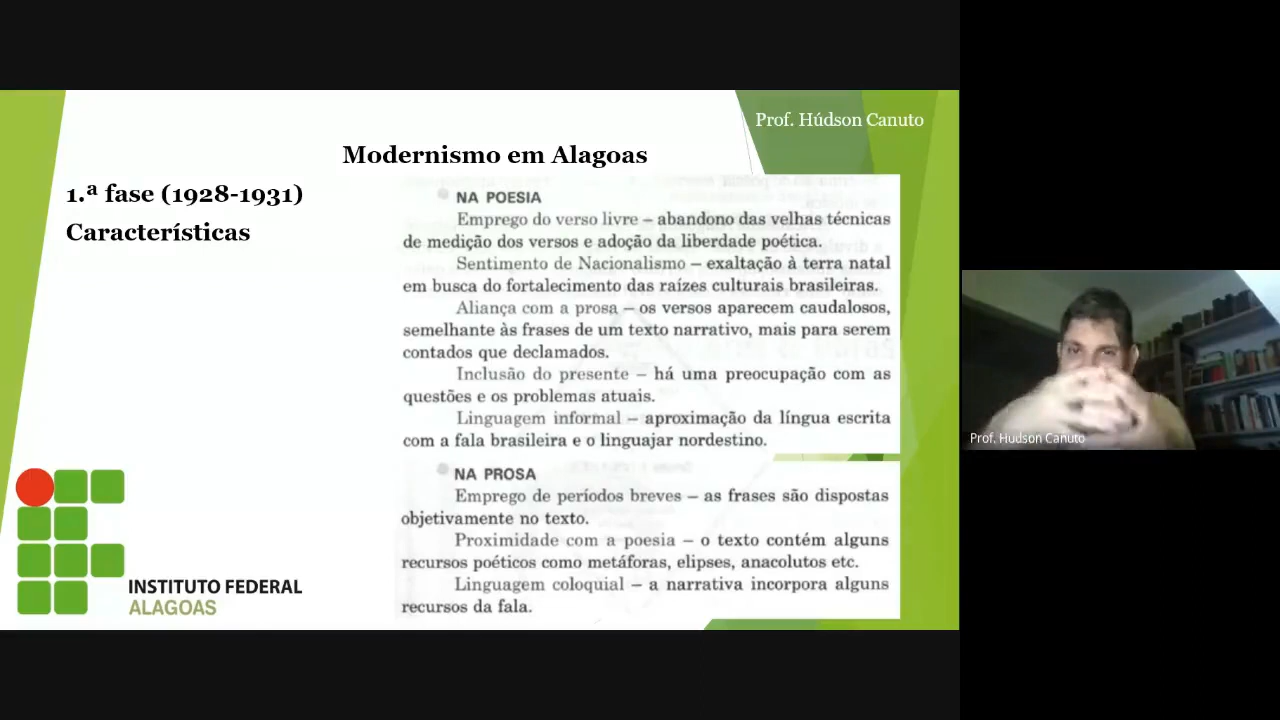 Prof. Húdson Canuto
Modernismo em Alagoas
1.ª fase (1928-1931)
Características
NA POESIA
Emprego do verso livre – abandono das velhas técnicas
de medição dos versos e adoção da liberdade poética.
Sentimento de Nacionalismo – exaltação à terra natal
em busca do fortalecimento das raízes culturais brasileiras.
Aliança com a prosa – os versos aparecem caudalosos,
semelhante às frases de um texto narrativo, mais para serem
contados que declamados.
Inclusão do presente – há uma preocupação com as
questões e os problemas atuais.
Linguagem informal – aproximação da língua escrita
com a fala brasileira e o linguajar nordestino.
NA PROSA
Emprego de períodos breves – as frases são dispostas
objetivamente no texto.
Proximidade com a poesia – o texto contém alguns
recursos poéticos como metáforas, elipses, anacolutos etc.
Linguagem coloquial – a narrativa incorpora alguns
recursos da fala.
INSTITUTO FEDERAL
ALAGOAS
Prof. Hudson Canuto